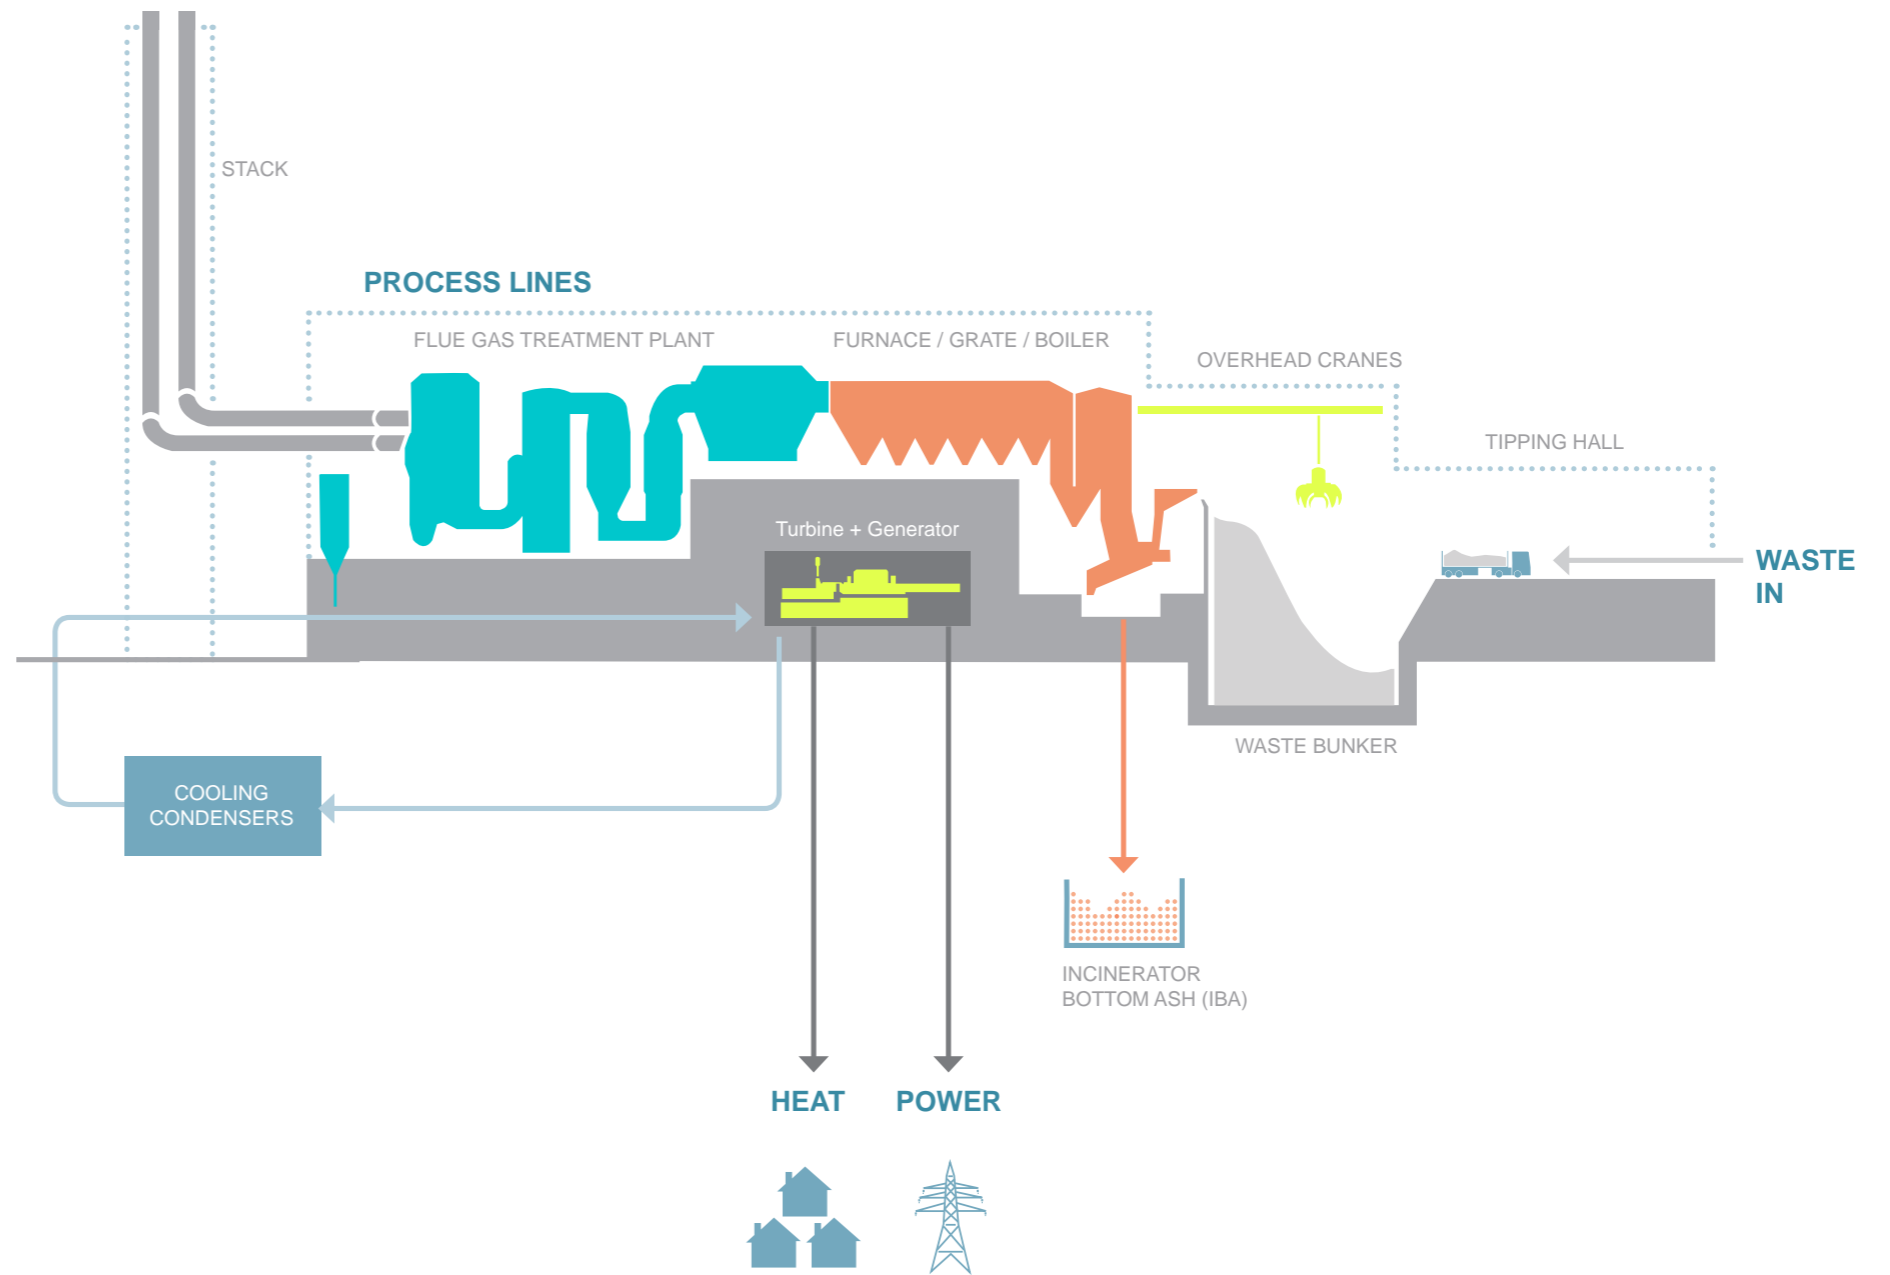 STACK
PROCESS LINES
FLUE GAS TREATMENT PLANT
FURNACE / GRATE / BOILER
OVERHEAD CRANES
TIPPING HALL
Turbine + Generator
WASTE
IN
WASTE BUNKER
COOLING
CONDENSERS
INCINERATOR
BOTTOM ASH (IBA)
HEAT
POWER